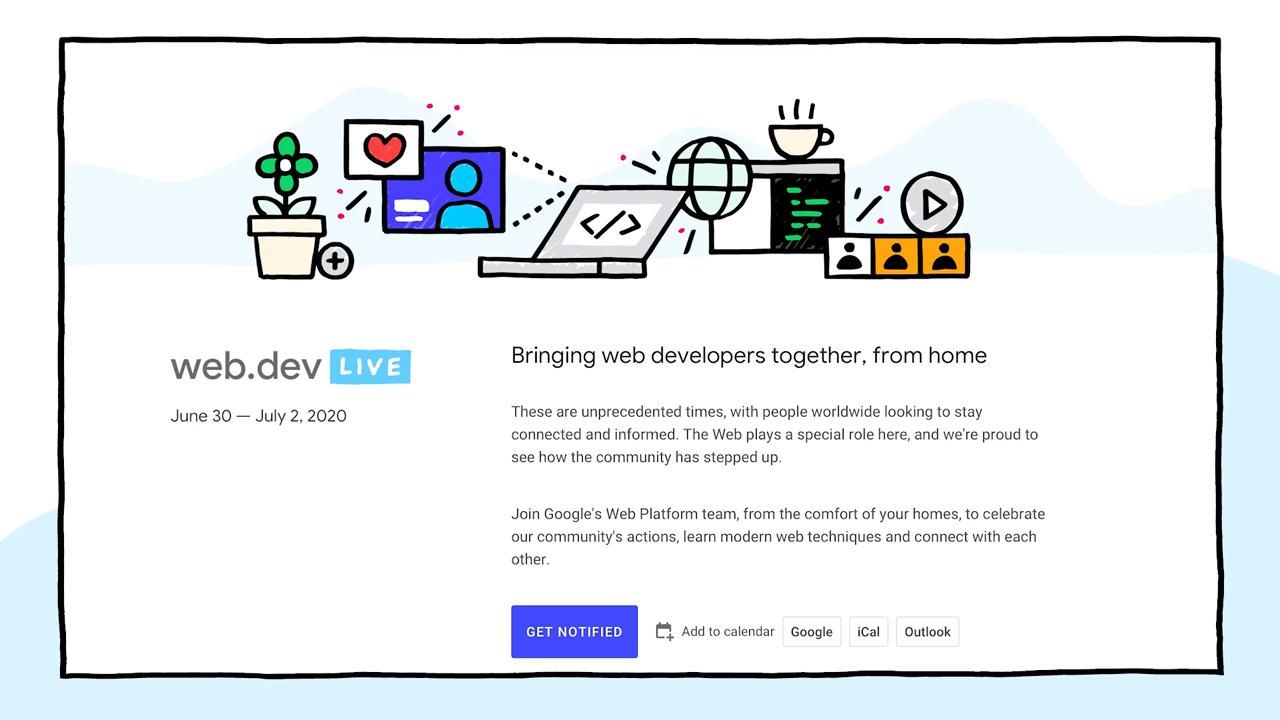 </>
web.dev LIVE
June 30 — July 2, 2020
Bringing web developers together, from home
These are unprecedented times, with people worldwide looking to stay
connected and informed. The Web plays a special role here, and we're proud to
see how the community has stepped up.
Join Google's Web Platform team, from the comfort of your homes, to celebrate
our community's actions, learn modern web techniques and connect with each
other.
GET NOTIFIED Add to calendar Google iCal Outlook